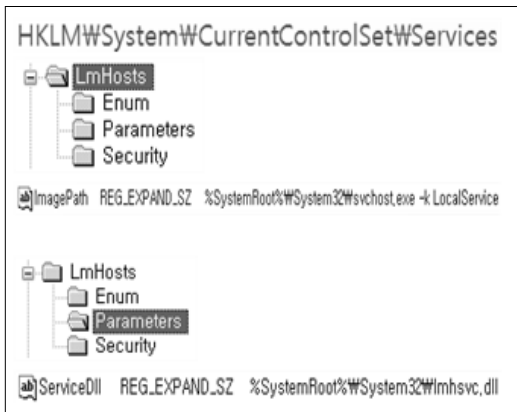 HKLM₩System₩CurrentControlSet₩Services
LmHosts
Enum
Parameters
Security
ImagePath REG_EXPAND_SZ %SystemRoot%₩System32₩svchost.exe -k LocalService
LmHosts
Enum
Parameters
Security
ServiceDll REG_EXPAND_SZ %SystemRoot%₩System32₩lmhsvc.dll